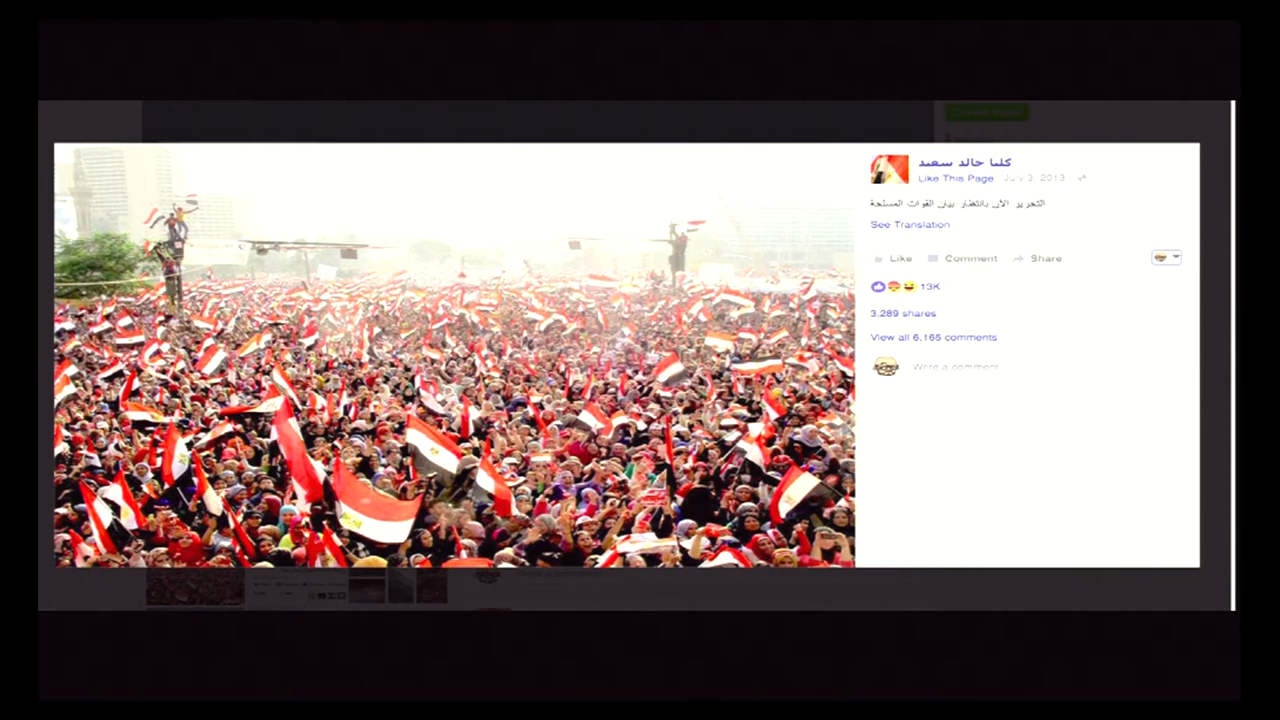 كلنا خالد سعيد
Like This Page · July 3, 2013 ·
التحرير الآن بانتظار بيان القوات المسلحة
See Translation
Like Comment Share
13K
3,289 shares
View all 6,165 comments
Write a comment